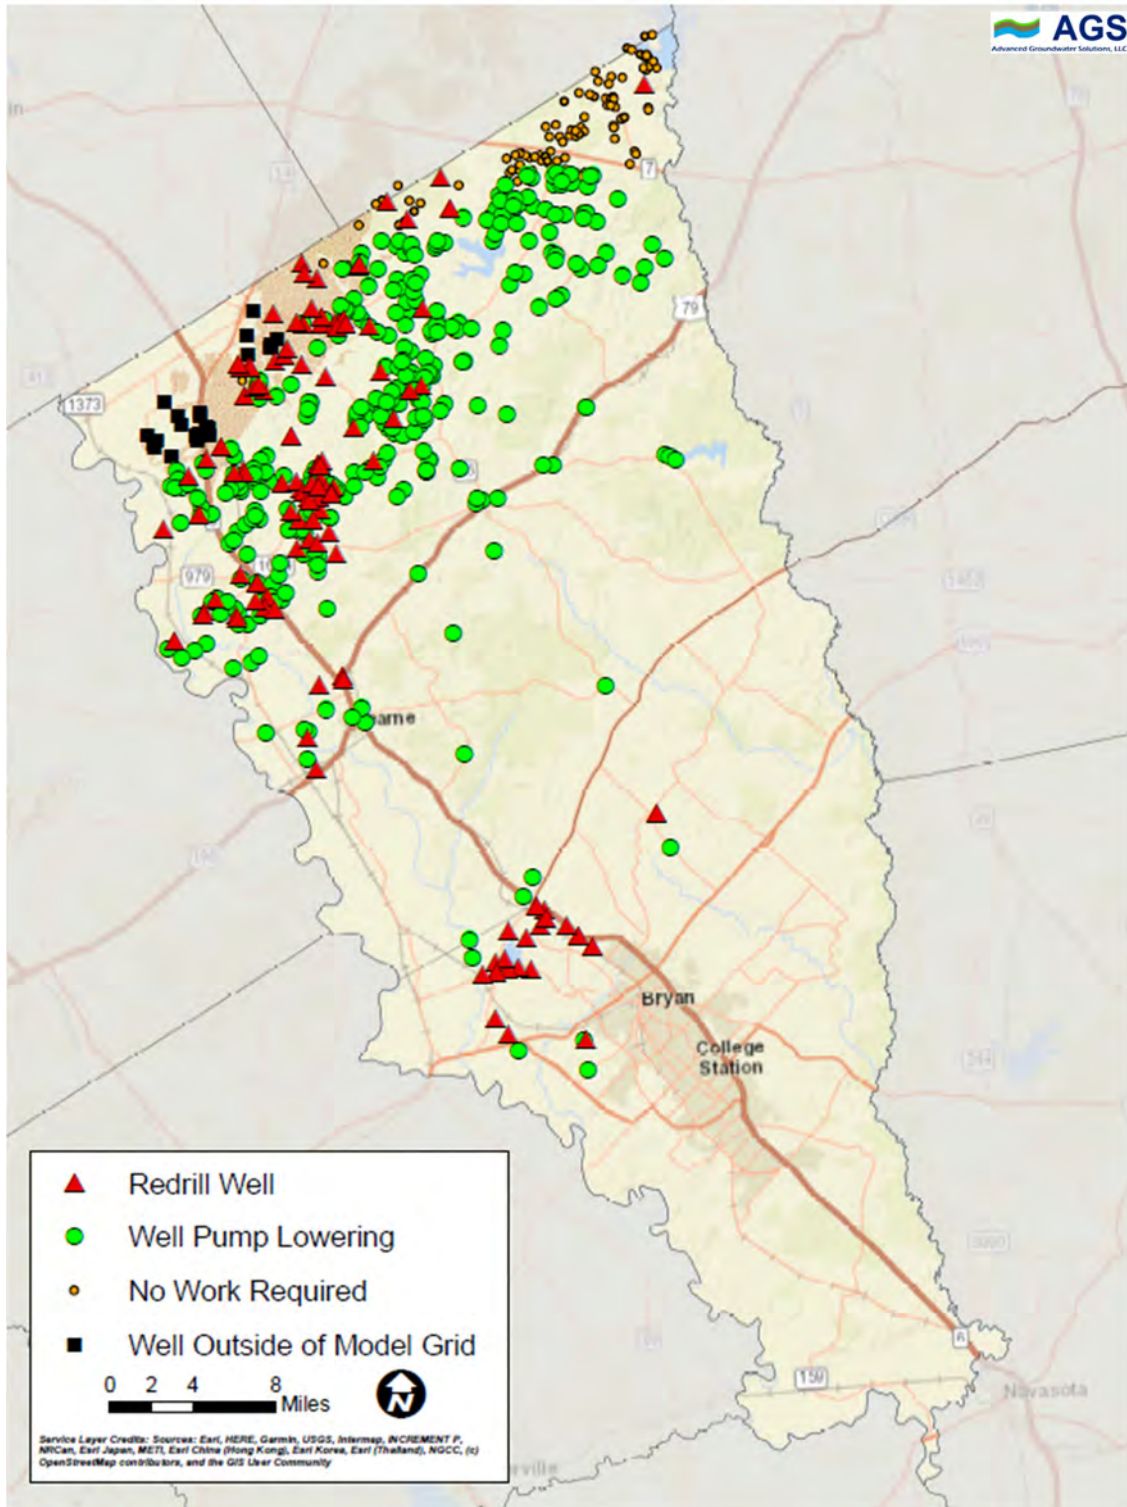 AGS
Advanced Groundwater Solutions, LLC
7
79
1373
979
earne
Bryan
College
Station
6
159
Navasota
Redrill Well
Well Pump Lowering
No Work Required
Well Outside of Model Grid
0 2 4 8
Miles
N
Service Layer Credits: Sources: Esri, HERE, Garmin, USGS, Intermap, INCREMENT P,
NRCan, Esri Japan, METI, Esri China (Hong Kong), Esri Korea, Esri (Thailand), NGCC, (c)
OpenStreetMap contributors, and the GIS User Community